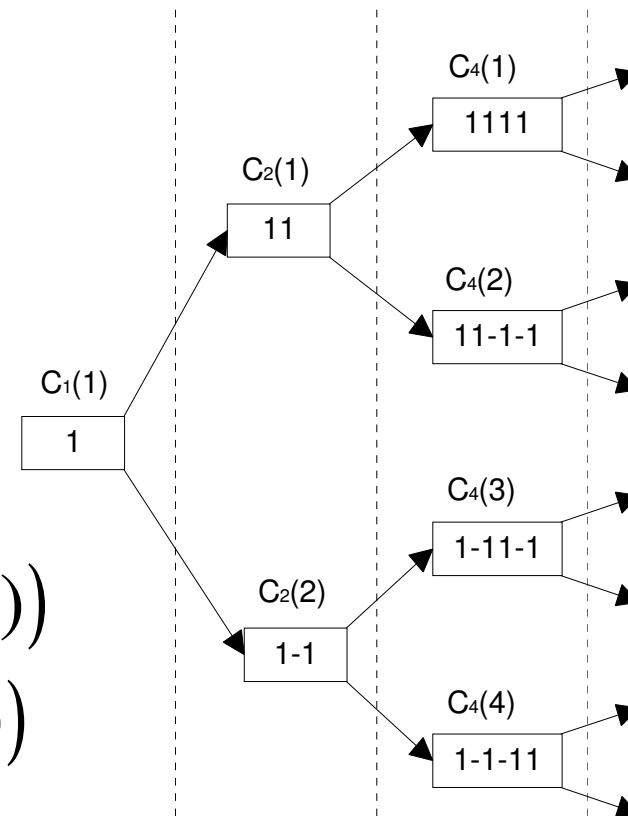 C₄(1)
1111
C₂(1)
11
C₄(2)
11-1-1
C₁(1)
1
C₄(3)
1-11-1
))
C₂(2)
1-1
)
C₄(4)
1-1-11